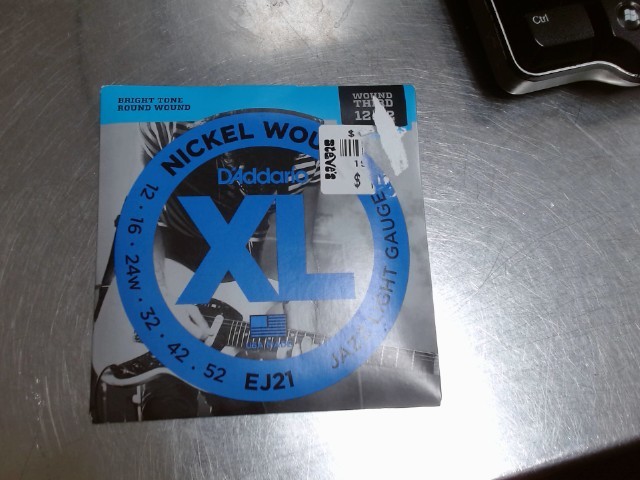 Ctrl
BRIGHT TONE
ROUND WOUND
WOUND
THIRD
NICKEL WOU
steve's
$
$
D'Addario
XL
12 · 16 · 24W · 32 · 42 · 52
EJ21
LIGHT GAUGE